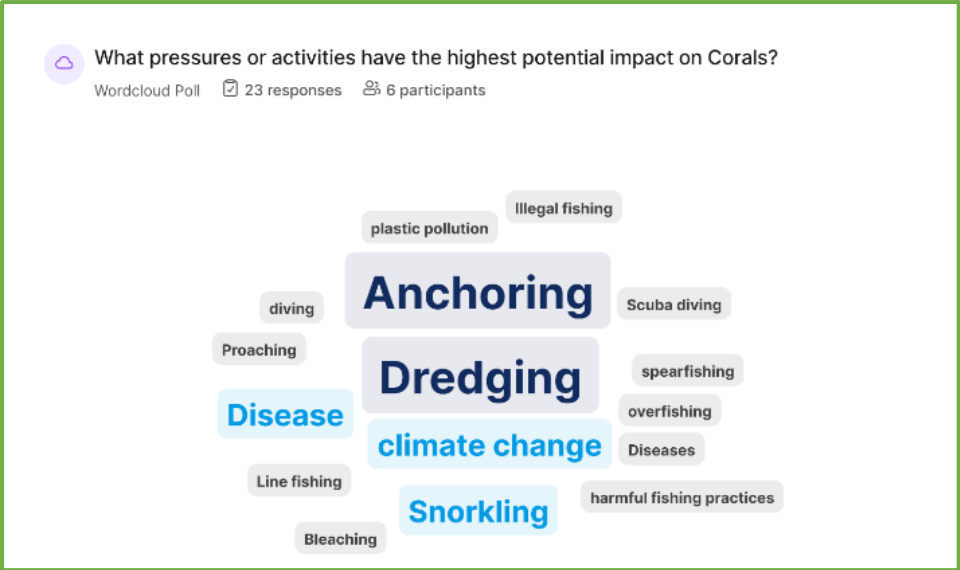 What pressures or activities have the highest potential impact on Corals?
Wordcloud Poll 23 responses 6 participants
Illegal fishing
plastic pollution
Anchoring
diving
Scuba diving
Proaching
Dredging
spearfishing
Disease
overfishing
climate change
Diseases
Line fishing
harmful fishing practices
Snorkling
Bleaching